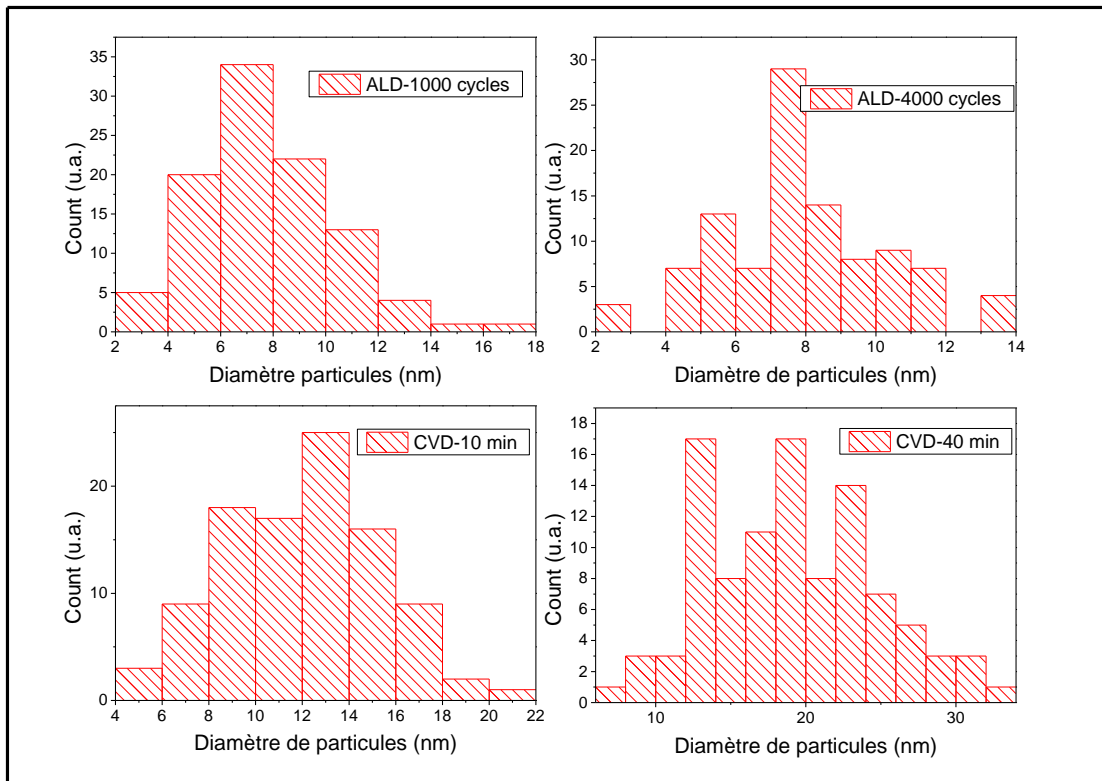 ALD-1000 cycles
35
30
25
20
15
10
5
0
2 4 6 8 10 12 14 16 18
Count (u.a.)
Diamètre particules (nm)
ALD-4000 cycles
30
25
20
15
10
5
0
2 4 6 8 10 12 14
Count (u.a.)
Diamètre de particules (nm)
CVD-10 min
20
10
0
4 6 8 10 12 14 16 18 20 22
Count (u.a.)
Diamètre de particules (nm)
CVD-40 min
18
16
14
12
10
8
6
4
2
0
10 20 30
Count (u.a.)
Diamètre de particules (nm)